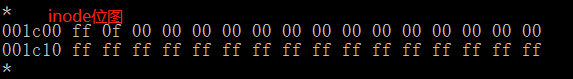 *
inode位图
001c00 ff 0f 00 00 00 00 00 00 00 00 00 00 00 00 00 00
001c10 ff ff ff ff ff ff ff ff ff ff ff ff ff ff ff ff
*